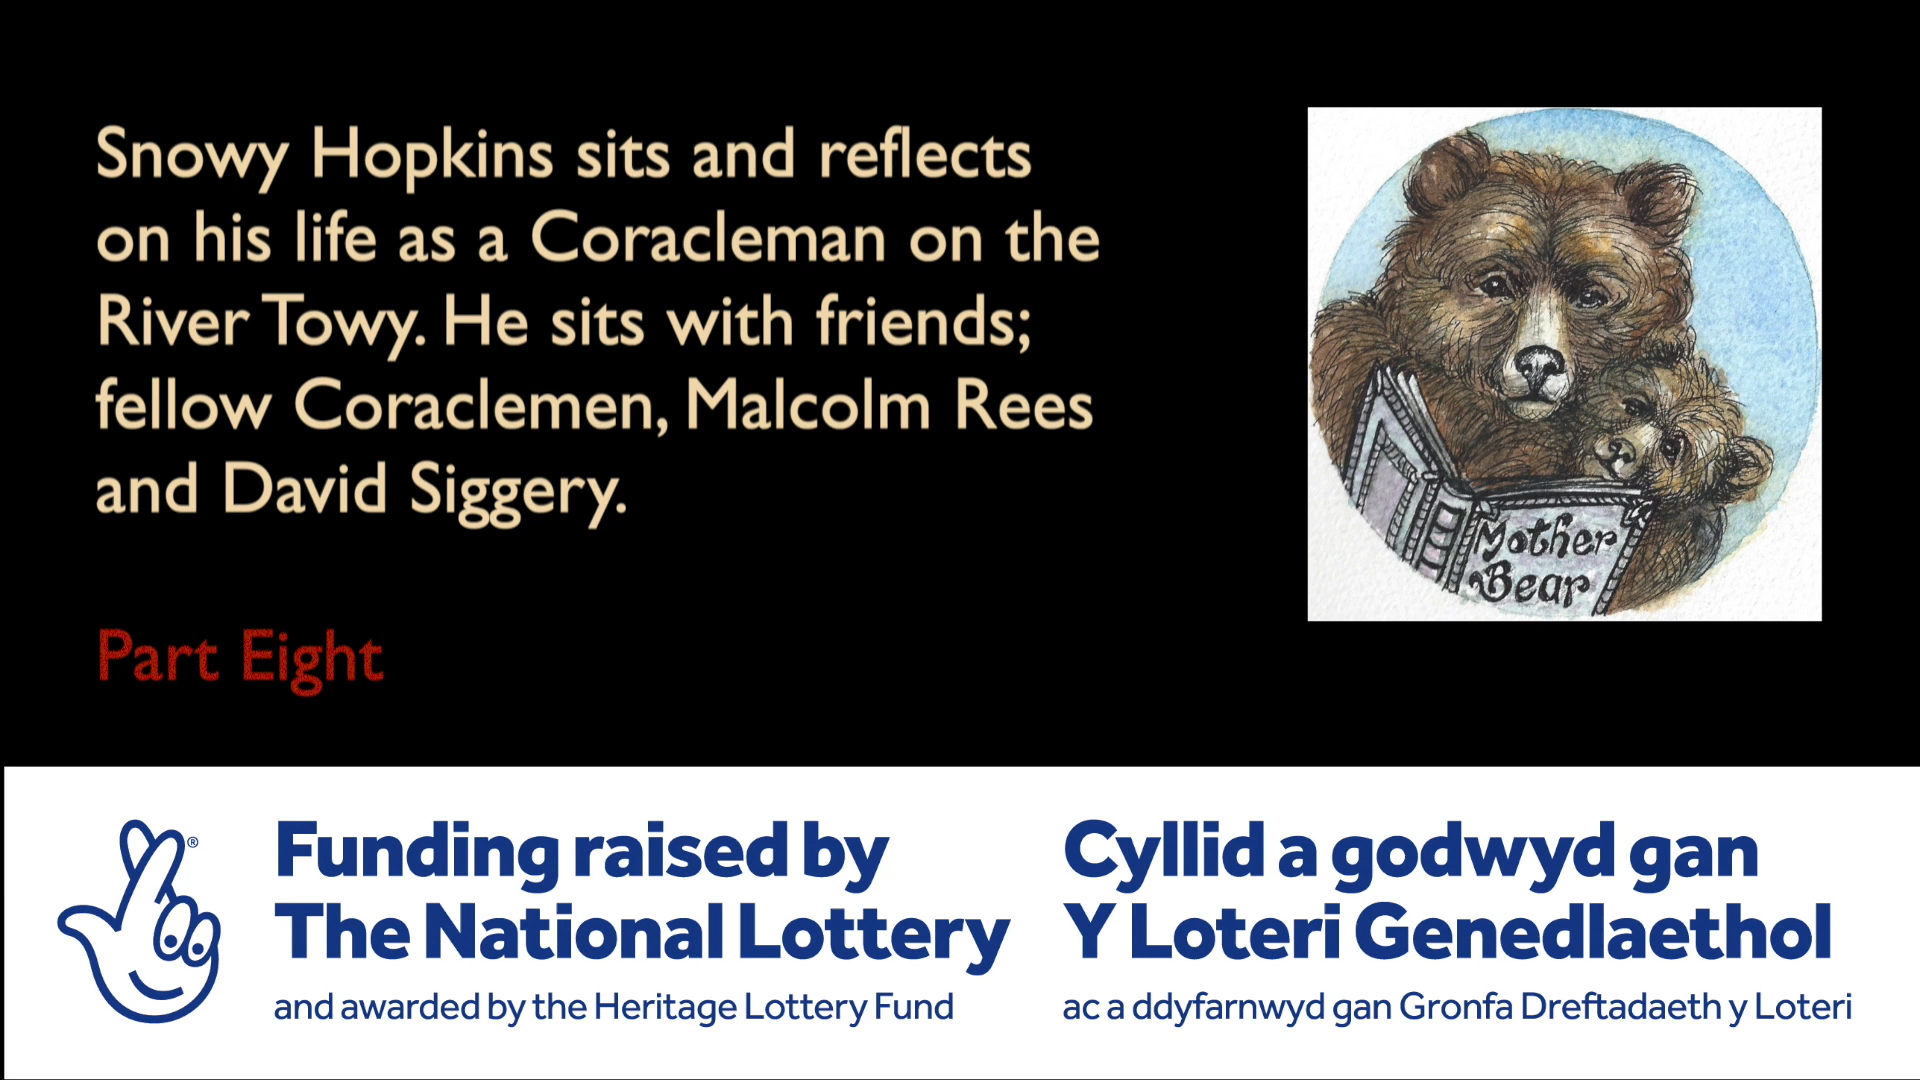 Snowy Hopkins sits and reflects
on his life as a Coracleman on the
River Towy. He sits with friends;
fellow Coraclemen, Malcolm Rees
and David Siggery.
Part Eight
Mother
Bear
®
Funding raised by
The National Lottery
and awarded by the Heritage Lottery Fund
Cyllid a godwyd gan
Y Loteri Genedlaethol
ac a ddyfarnwyd gan Gronfa Dreftadaeth y Loteri